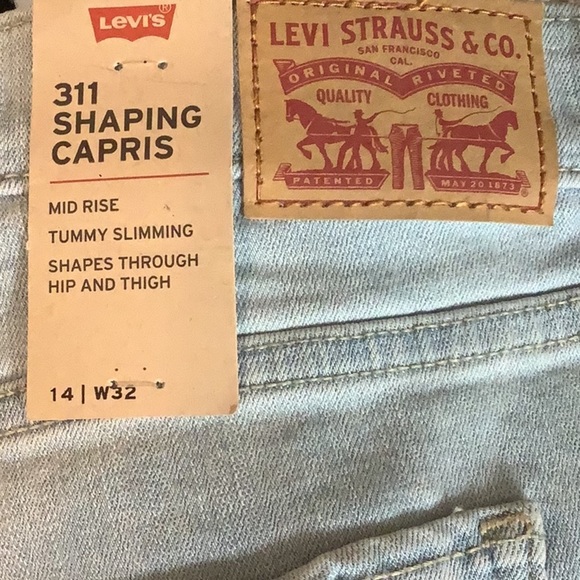 Levi's®
311
SHAPING
CAPRIS
MID RISE
TUMMY SLIMMING
SHAPES THROUGH
HIP AND THIGH
14 | W32
LEVI STRAUSS & CO.
SAN FRANCISCO
CAL.
ORIGINAL RIVETED
QUALITY CLOTHING
PATENTED MAY 20 1873
®